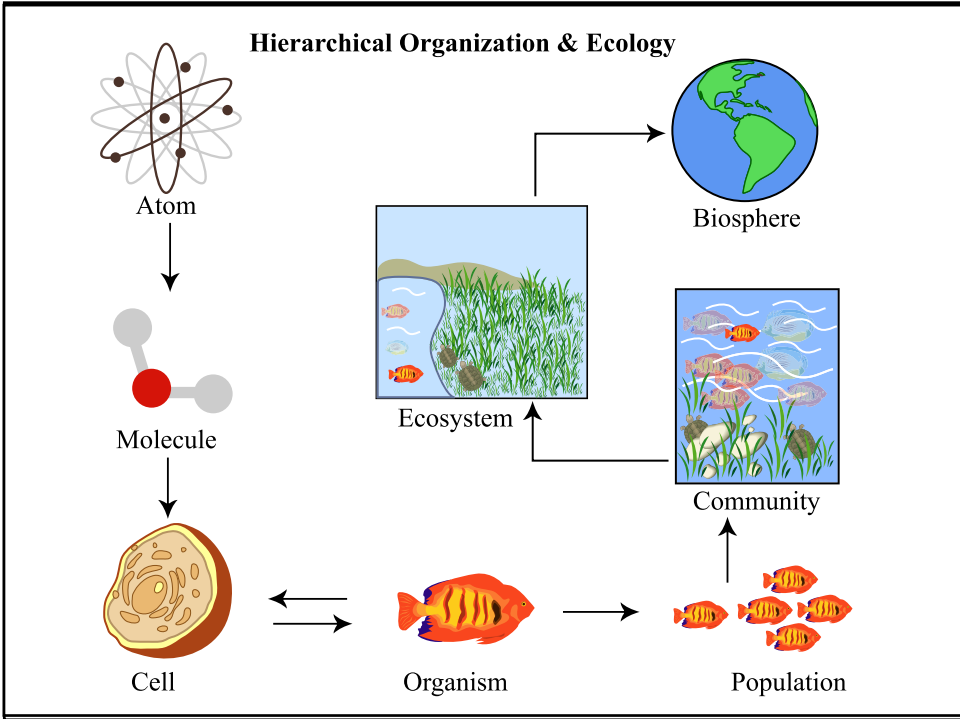 Hierarchical Organization & Ecology
Atom
Biosphere
Molecule
Ecosystem
Community
Cell
Organism
Population